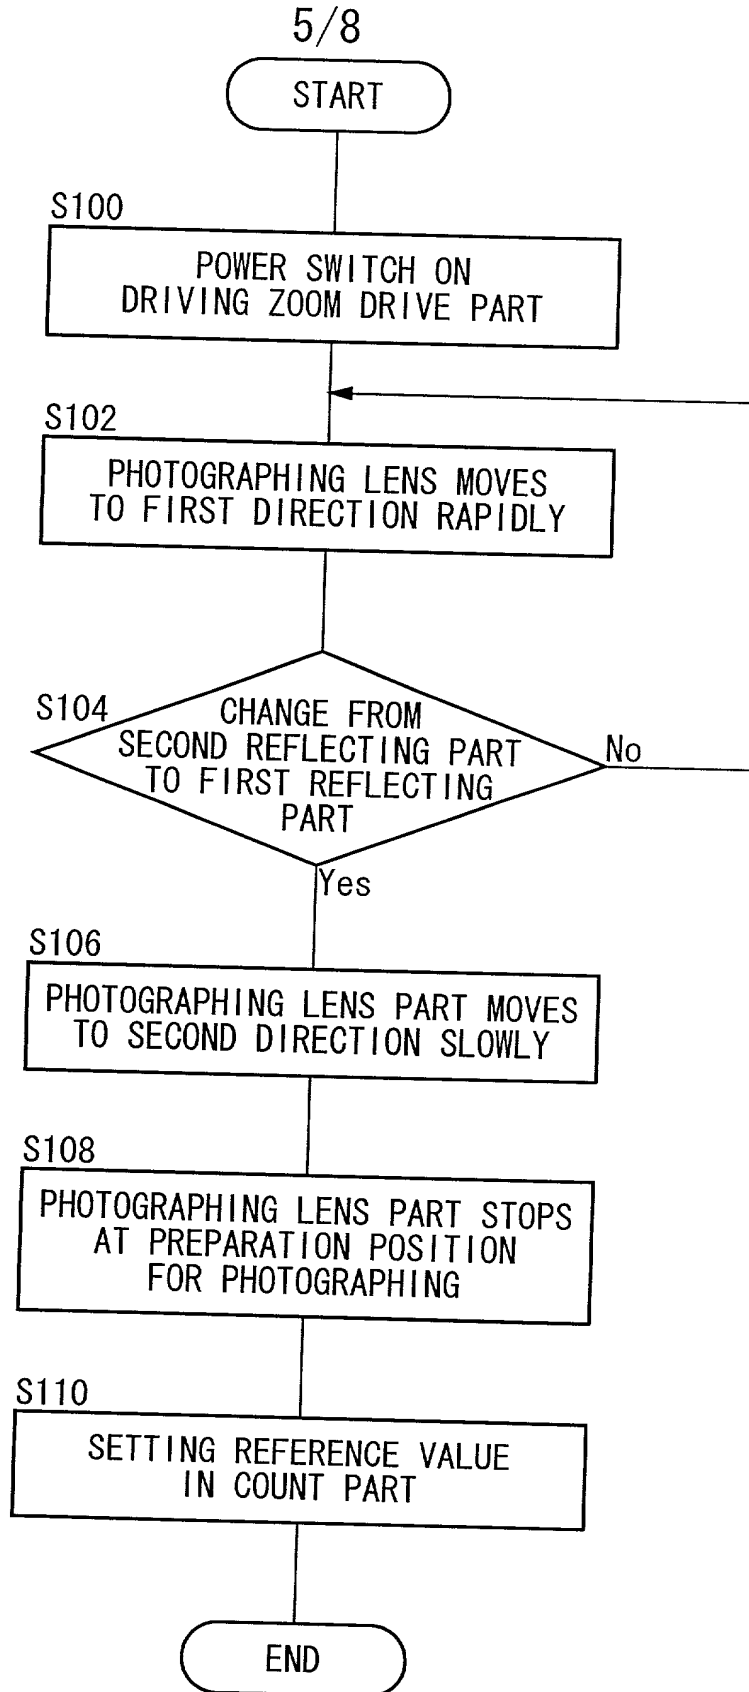 5/8
START
S100
POWER SWITCH ON
DRIVING ZOOM DRIVE PART
S102
PHOTOGRAPHING LENS MOVES
TO FIRST DIRECTION RAPIDLY
S104
CHANGE FROM
SECOND REFLECTING PART
TO FIRST REFLECTING
PART
No
Yes
S106
PHOTOGRAPHING LENS PART MOVES
TO SECOND DIRECTION SLOWLY
S108
PHOTOGRAPHING LENS PART STOPS
AT PREPARATION POSITION
FOR PHOTOGRAPHING
S110
SETTING REFERENCE VALUE
IN COUNT PART
END